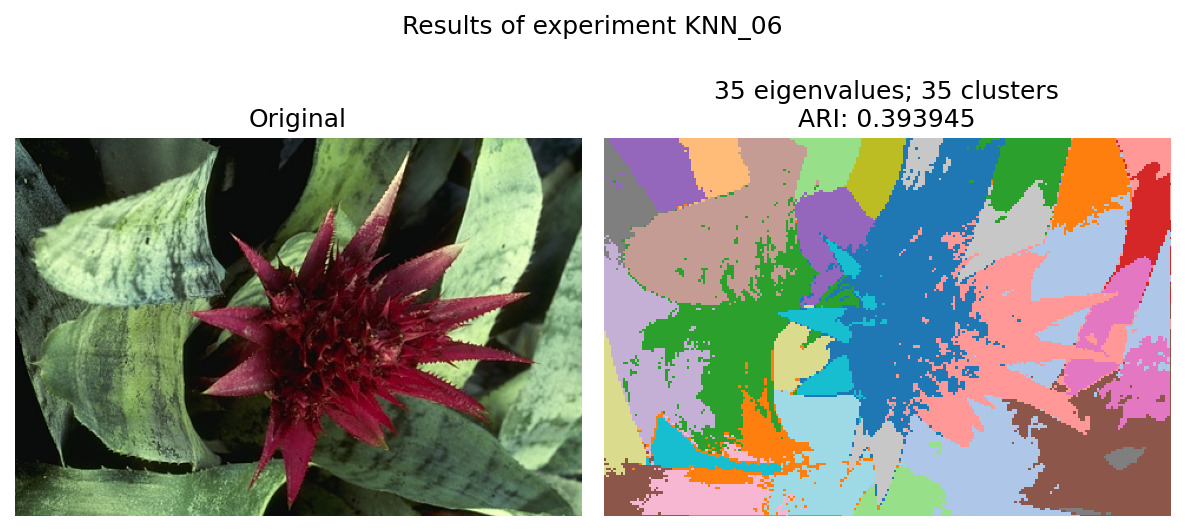 Results of experiment KNN_06
Original
35 eigenvalues; 35 clusters
ARI: 0.393945